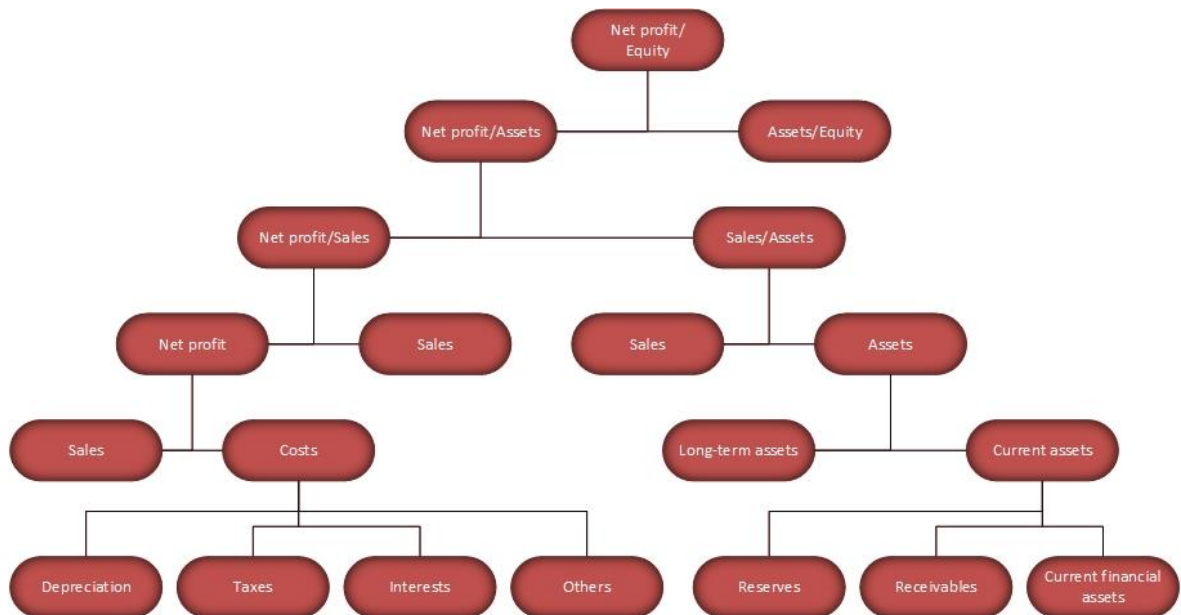 Net profit/
Equity
Net profit/Assets
Assets/Equity
Net profit/Sales
Sales/Assets
Net profit
Sales
Sales
Assets
Sales
Costs
Long-term assets
Current assets
Depreciation
Taxes
Interests
Others
Reserves
Receivables
Current financial
assets